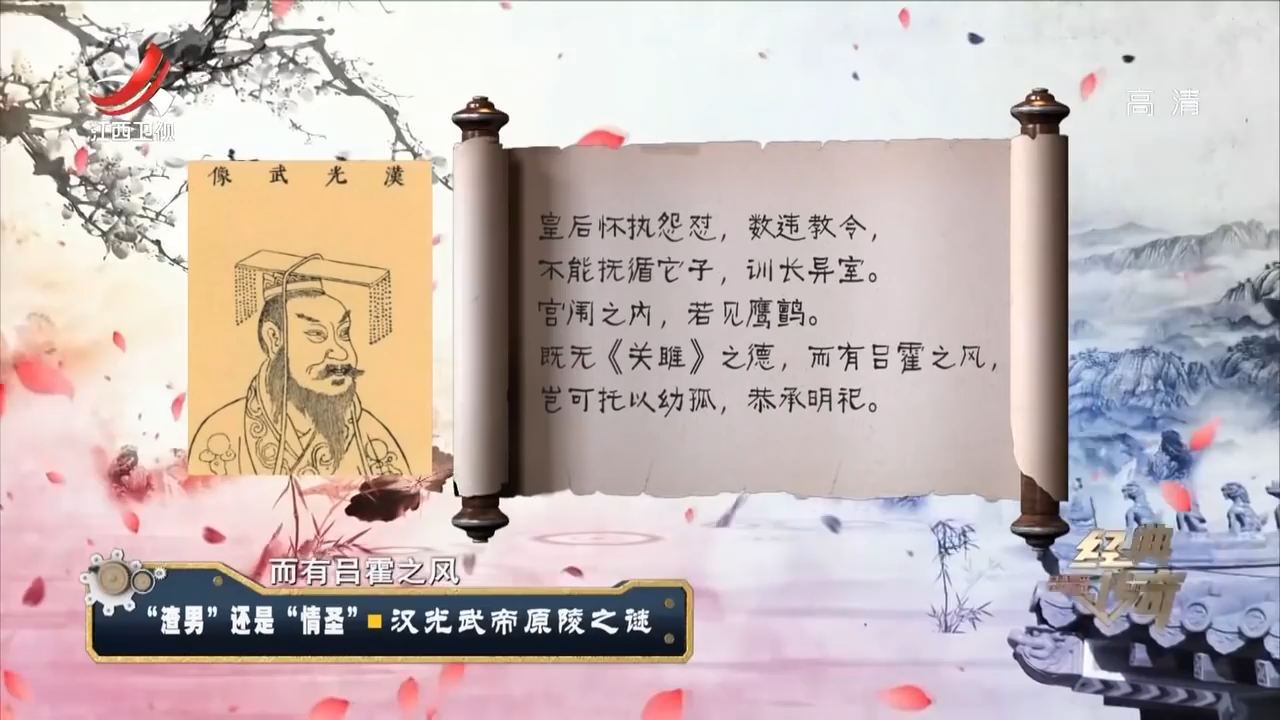 江西卫视
高清
像武光漢
皇后怀执怨怼，数违教令，
不能抚循它子，训长异室。
宫闱之内，若见鹰鹯。
既无《关雎》之德，而有吕霍之风，
岂可托以幼孤，恭承明祀。
经典传奇
而有吕霍之风
“渣男”还是“情圣”■汉光武帝原陵之谜